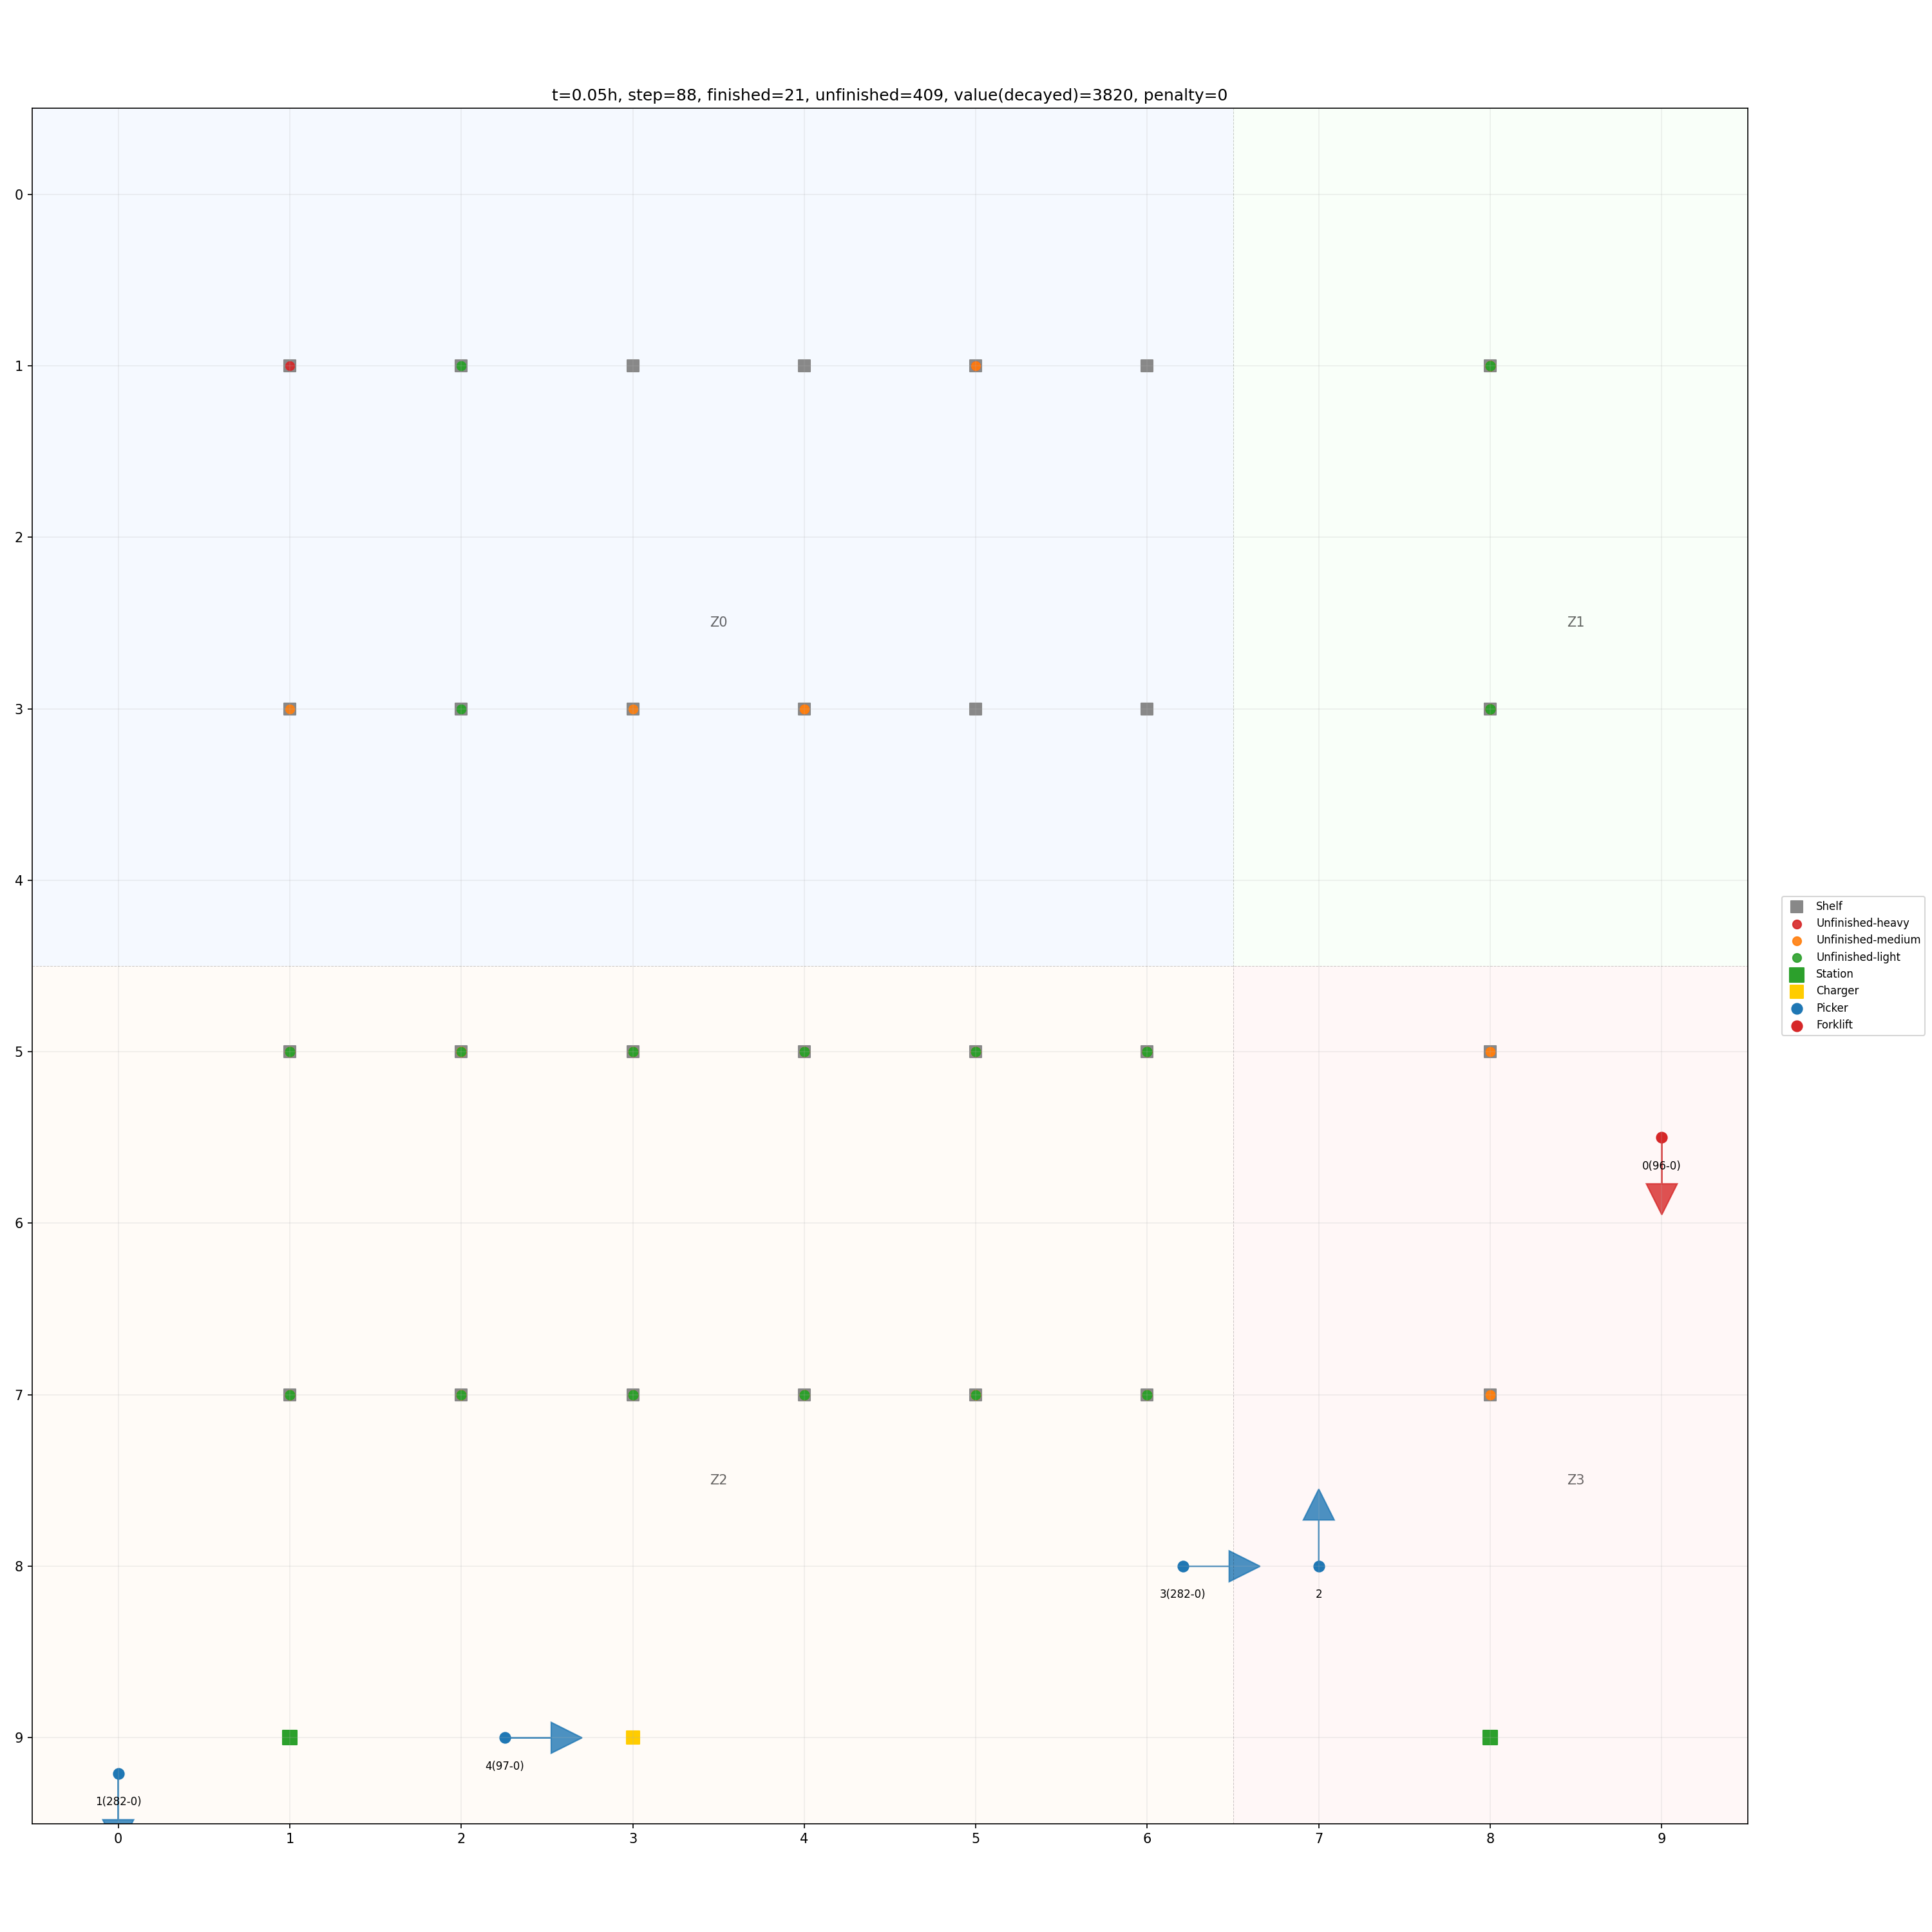 t=0.05h, step=88, finished=21, unfinished=409, value(decayed)=3820, penalty=0
0
1
2
Z0
Z1
3
4
Shelf
Unfinished-heavy
Unfinished-medium
Unfinished-light
Station
Charger
Picker
Forklift
5
0(96-0)
6
7
Z2
Z3
8
3(282-0)
2
9
4(97-0)
1(282-0)
0 1 2 3 4 5 6 7 8 9